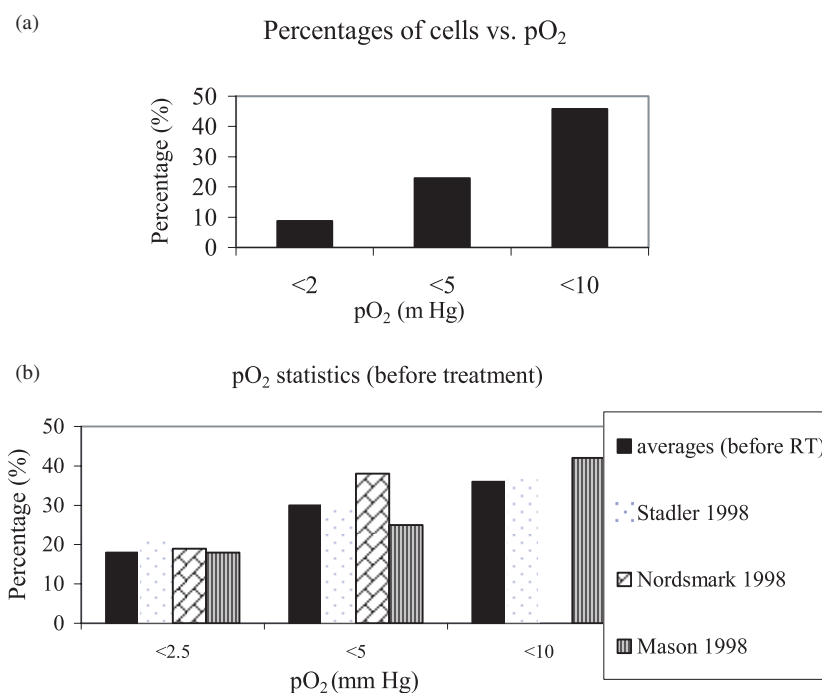 (a)
Percentages of cells vs. pO₂
Percentage (%)
50
40
30
20
10
0
<2
<5
<10
pO₂ (m Hg)
(b)
pO₂ statistics (before treatment)
Percentage (%)
50
40
30
20
10
0
<2.5
<5
<10
pO₂ (mm Hg)
averages (before RT)
Stadler 1998
Nordsmark 1998
Mason 1998